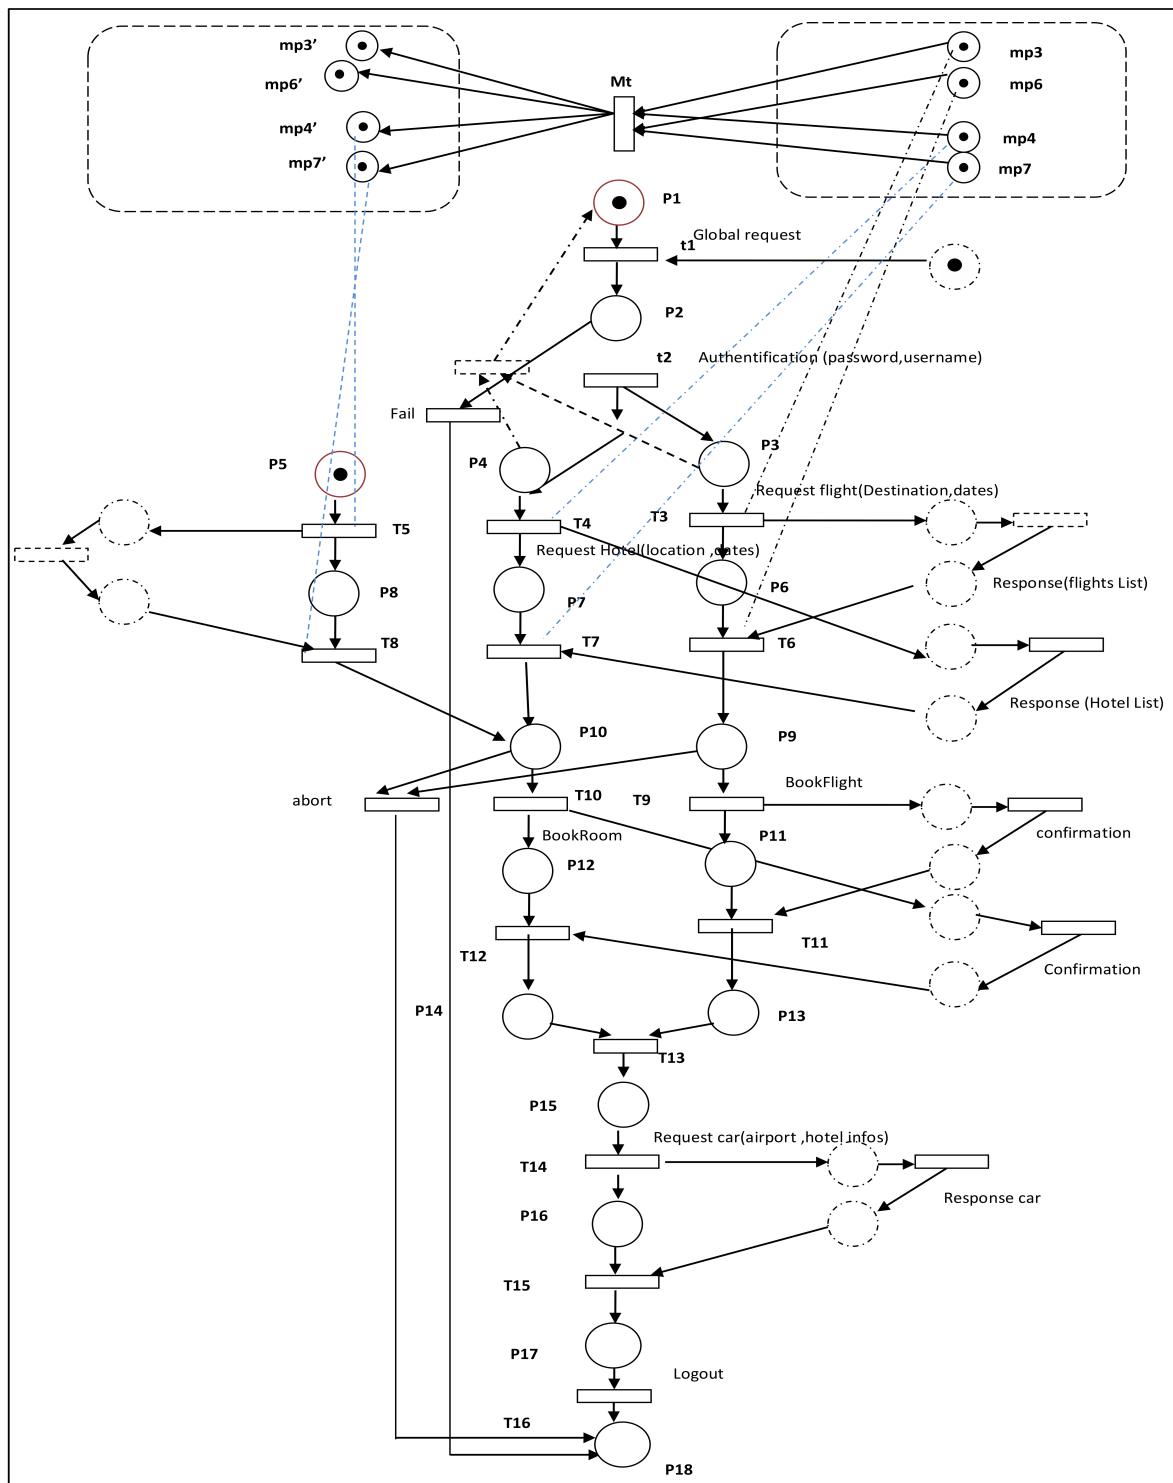 mp3’
mp3
mp6’
Mt
mp6
mp4’
mp4
mp7’
mp7
P1
Global request
t1
P2
t2
Authentification (password,username)
Fail
P3
P4
P5
Request flight(Destination,dates)
T5
T4
T3
Request Hotel(location ,dates)
Response(flights List)
P8
P7
P6
T8
T7
T6
Response (Hotel List)
P10
P9
BookFlight
abort
T10
T9
BookRoom
P11
confirmation
P12
T12
T11
Confirmation
P14
P13
T13
P15
Request car(airport ,hotel infos)
T14
Response car
P16
T15
P17
Logout
T16
P18